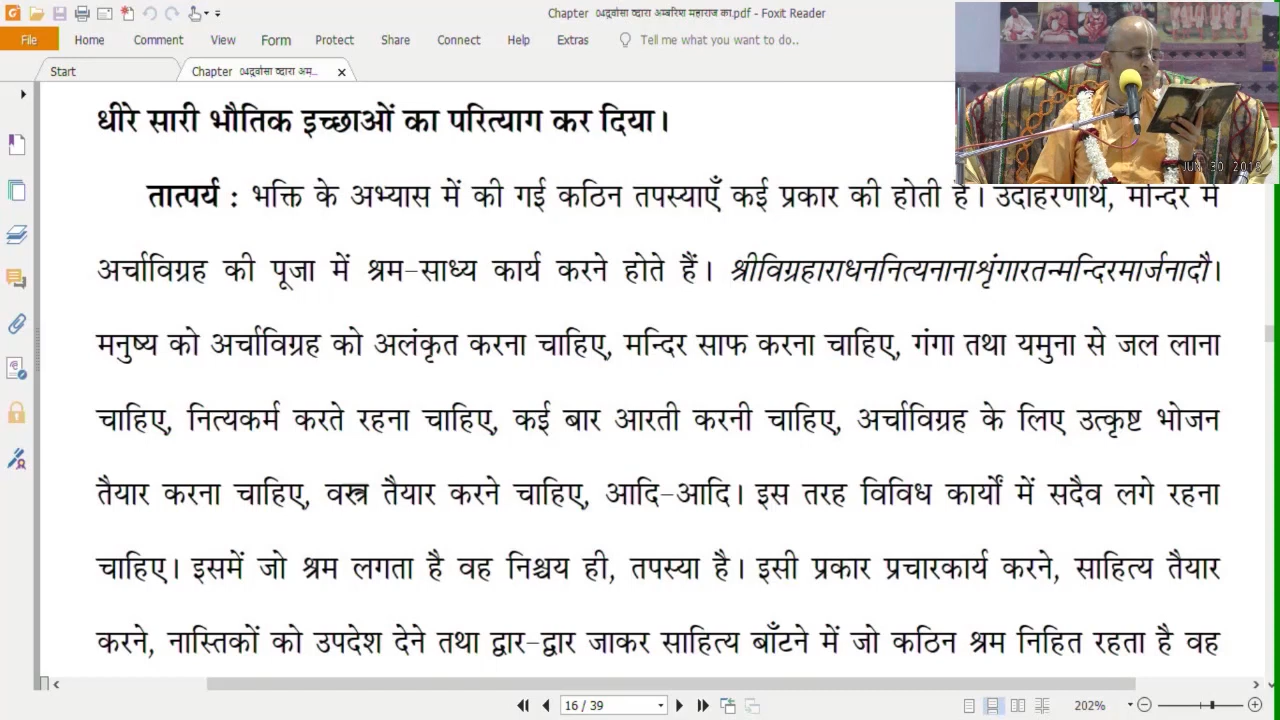 Chapter 04दुर्वासा व्दारा अम्बरिश महाराज का.pdf - Foxit Reader
File Home Comment View Form Protect Share Connect Help Extras Tell me what you want to do..
Start Chapter 04दुर्वासा व्दारा अम... ×
धीरे सारी भौतिक इच्छाओं का परित्याग कर दिया।
तात्पर्य : भक्ति के अभ्यास में की गई कठिन तपस्याएँ कई प्रकार की होती हैं। उदाहरणार्थ, मन्दिर में
अर्चाविग्रह की पूजा में श्रम-साध्य कार्य करने होते हैं। श्रीविग्रहाराधननित्यनानाशृंगारतन्मन्दिरमार्जनादौ।
मनुष्य को अर्चाविग्रह को अलंकृत करना चाहिए, मन्दिर साफ करना चाहिए, गंगा तथा यमुना से जल लाना
चाहिए, नित्यकर्म करते रहना चाहिए, कई बार आरती करनी चाहिए, अर्चाविग्रह के लिए उत्कृष्ट भोजन
तैयार करना चाहिए, वस्त्र तैयार करने चाहिए, आदि-आदि। इस तरह विविध कार्यों में सदैव लगे रहना
चाहिए। इसमें जो श्रम लगता है वह निश्चय ही, तपस्या है। इसी प्रकार प्रचारकार्य करने, साहित्य तैयार
करने, नास्तिकों को उपदेश देने तथा द्वार-द्वार जाकर साहित्य बाँटने में जो कठिन श्रम निहित रहता है वह
JUN 30 2019
16 / 39
202%